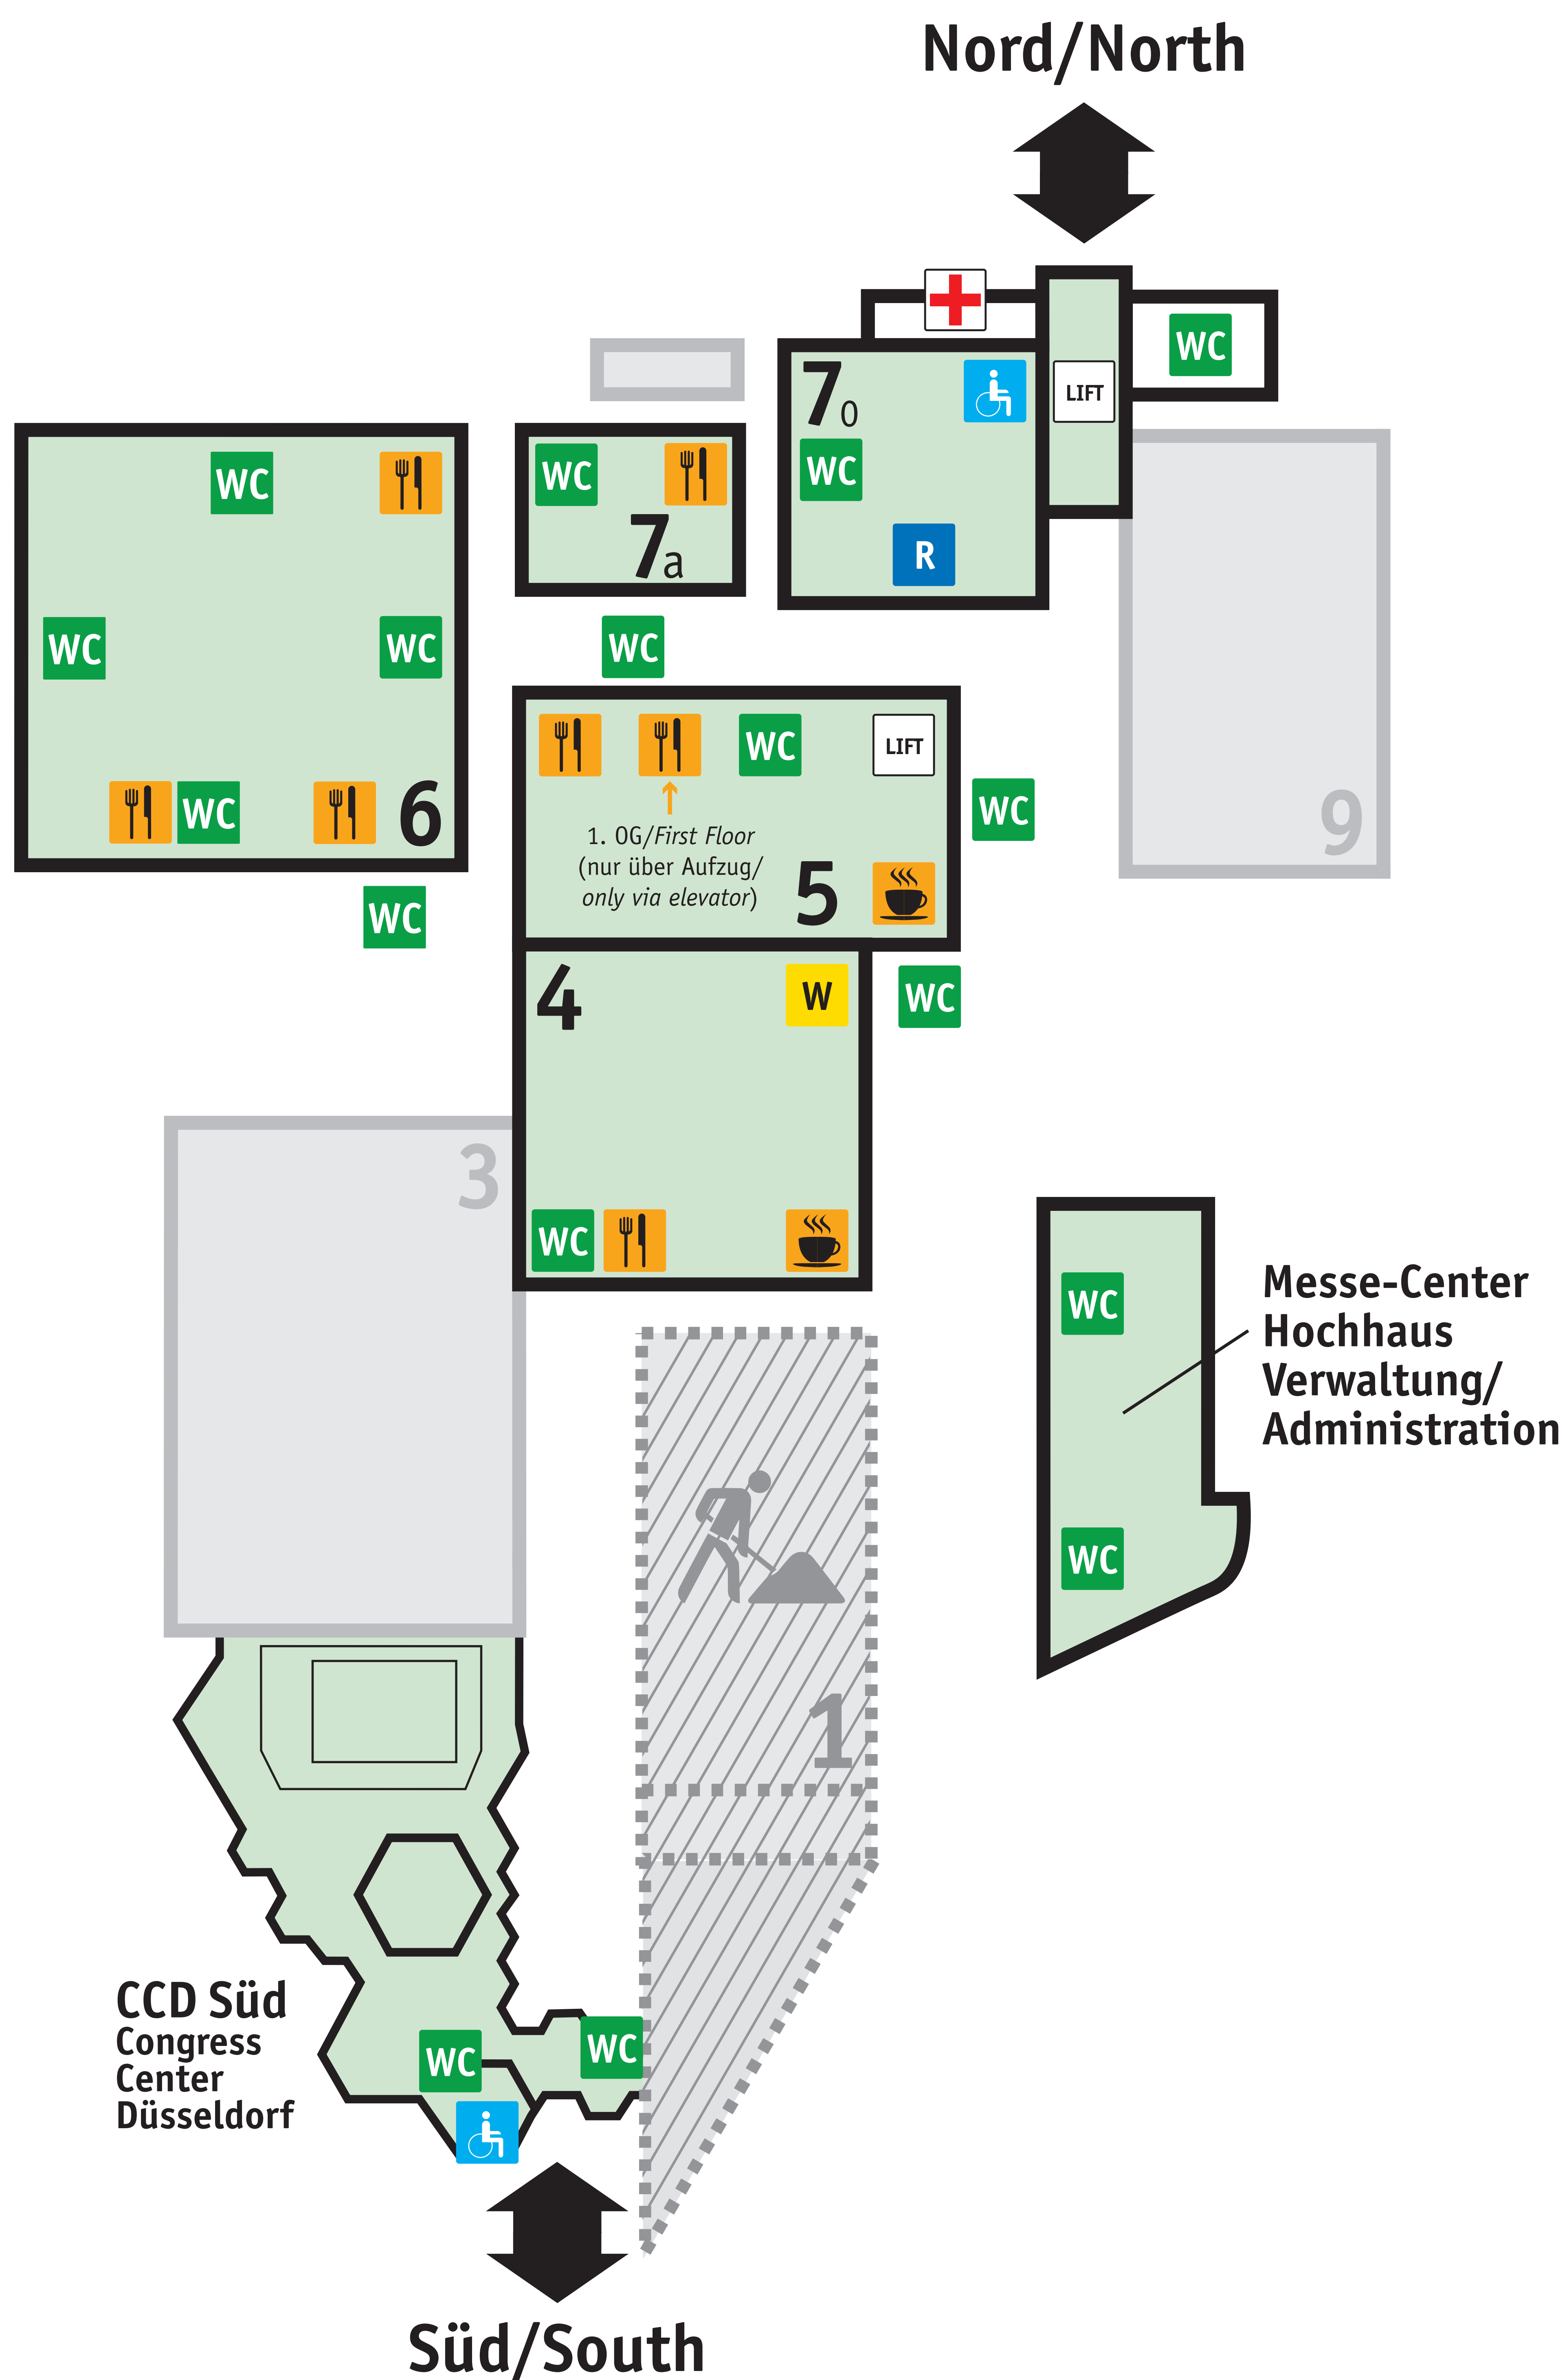 Nord/North
WC
LIFT
7 0
WC
R
WC
7a
WC
WC
WC
WC
6
WC
WC
WC
LIFT
1. OG/First Floor
(nur über Aufzug/
only via elevator)
5
WC
9
WC
4
W
WC
3
WC
WC
WC
Messe-Center
Hochhaus
Verwaltung/
Administration
1
CCD Süd
Congress
Center
Düsseldorf
WC
WC
Süd/South